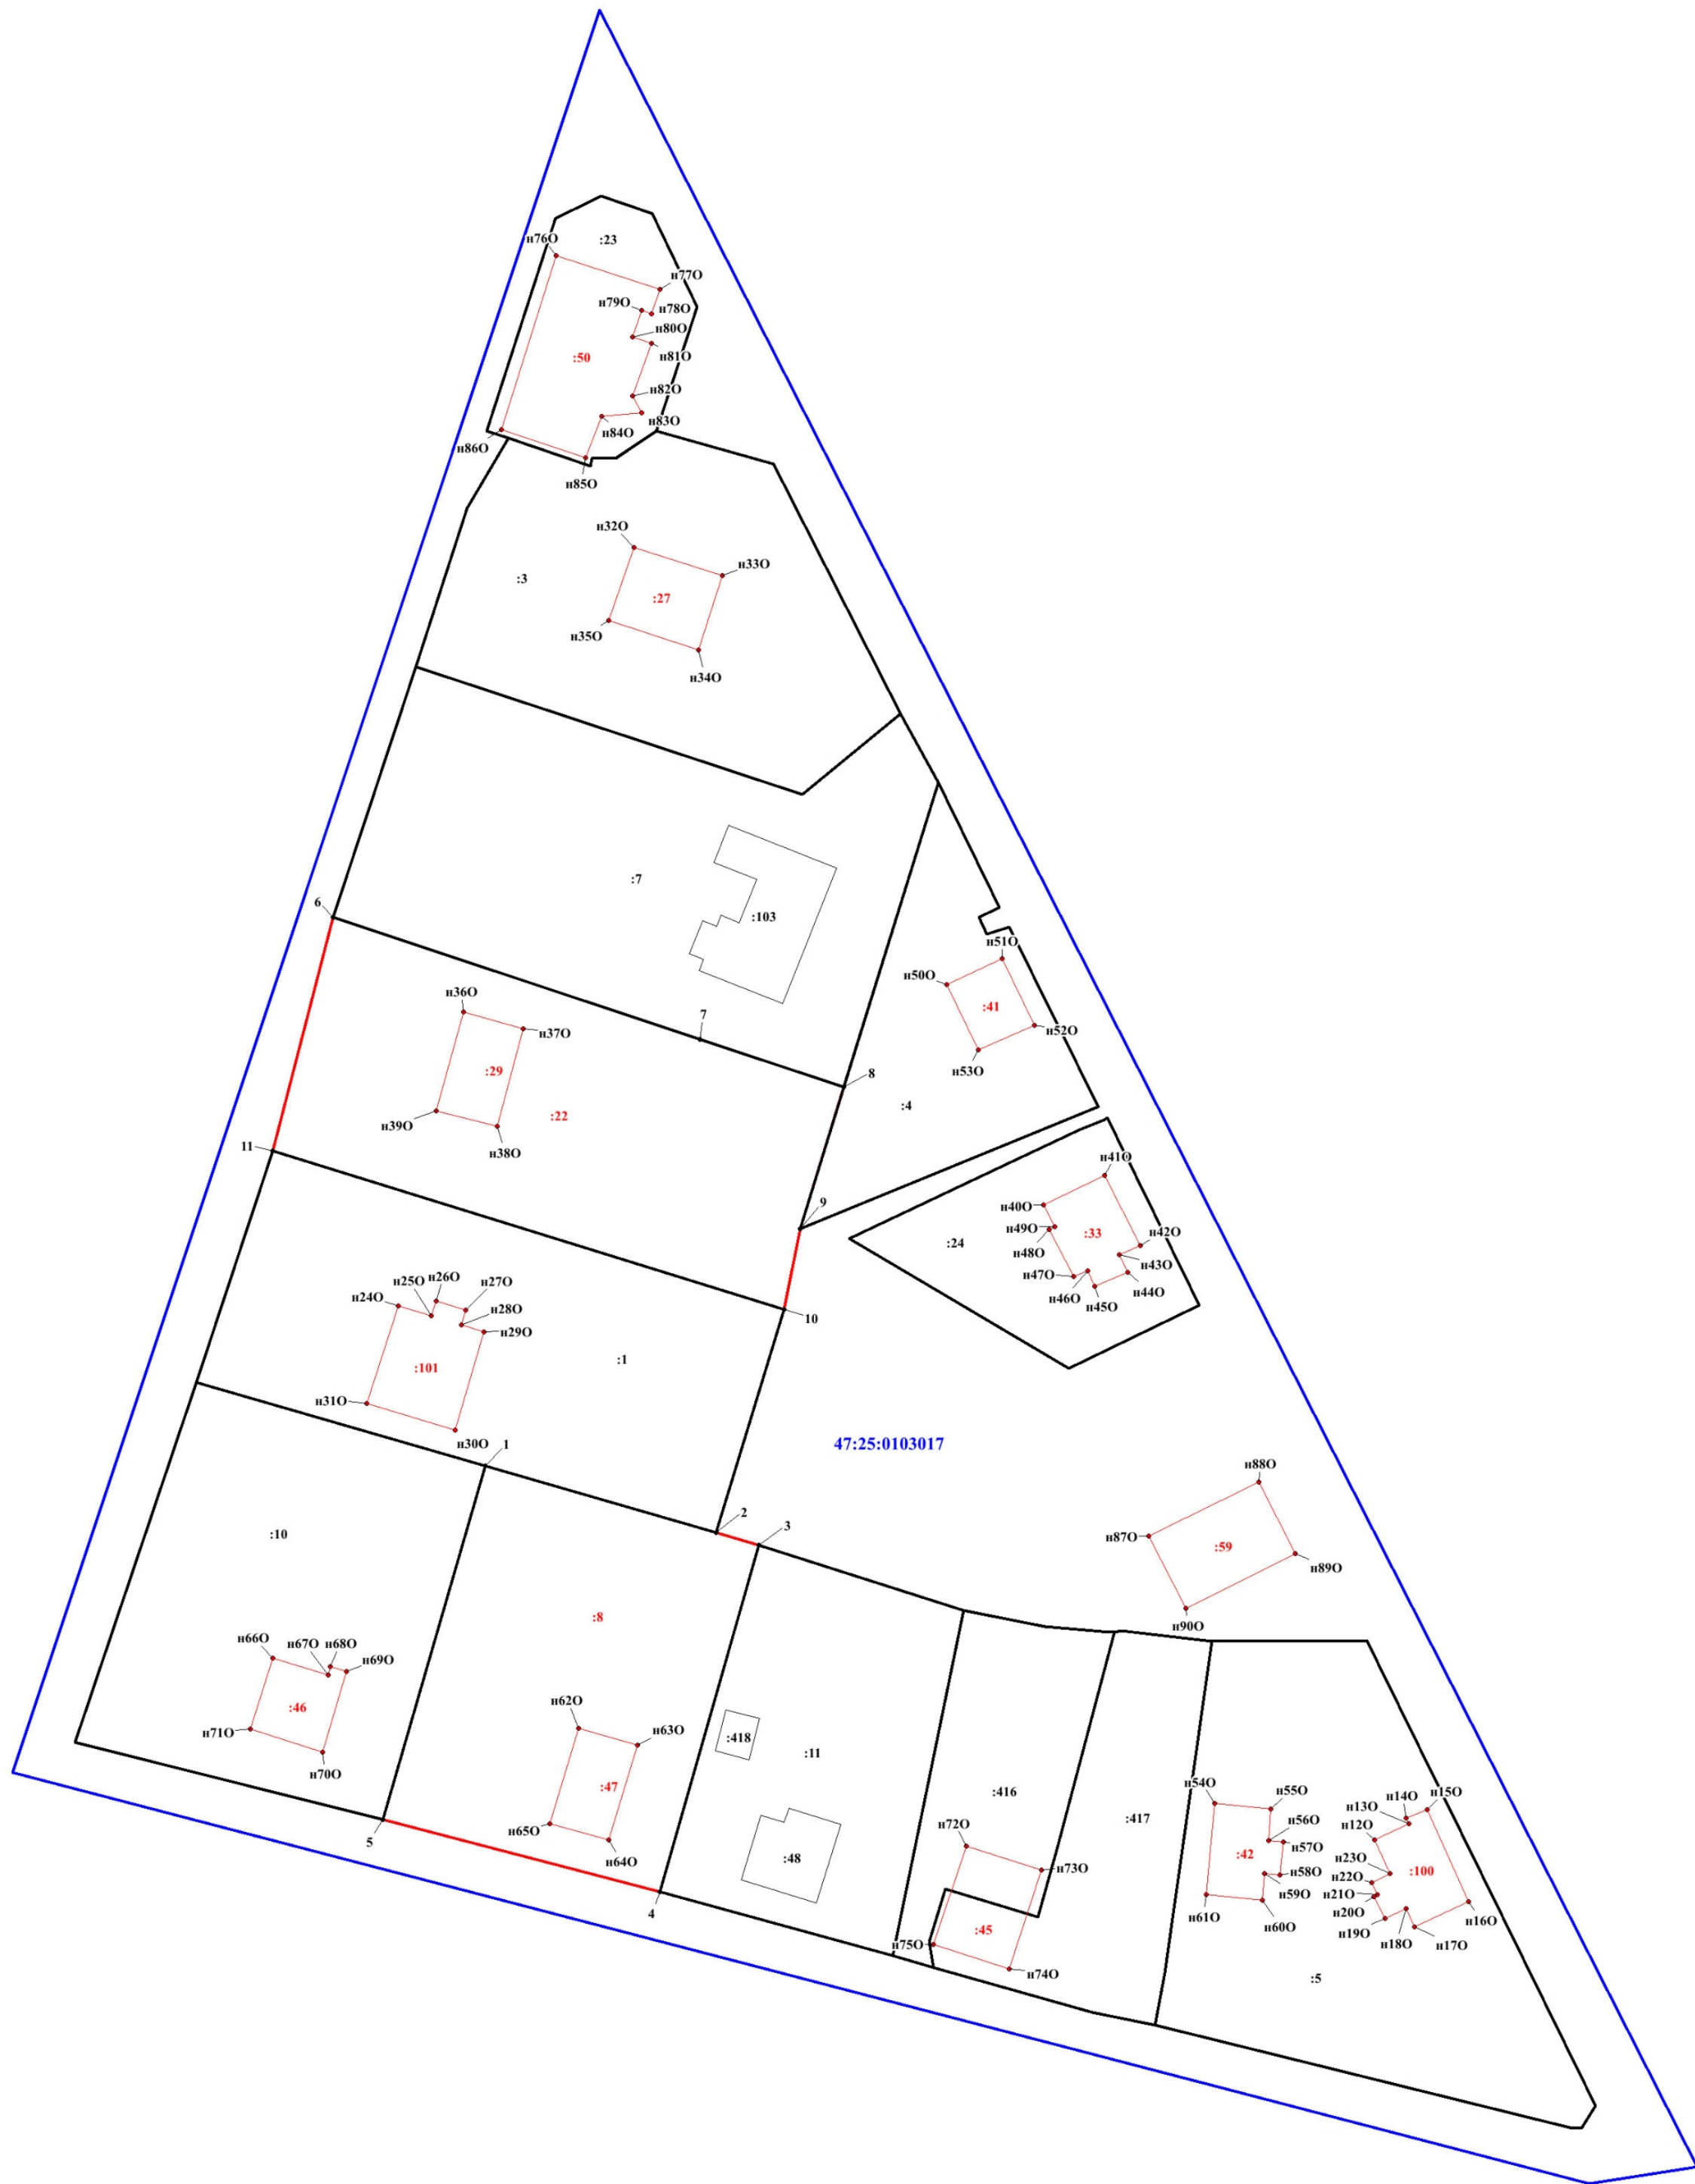 н76О
:23
н77О
н79О
н78О
н80О
:50
н81О
н82О
н83О
н84О
н86О
н85О
н32О
н33О
:3
:27
н35О
н34О
:7
6
:103
н51О
н50О
:41
7
н52О
н36О
н37О
н53О
:29
8
:4
:22
н39О
11
н38О
н41О
9
н40О
н49О
:33
н42О
:24
н48О
н43О
н47О
н44О
н46О
н45О
н25О
н26О
н27О
н24О
н28О
10
н29О
:1
:101
н31О
н30О
1
47:25:0103017
н88О
2
3
:10
н87О
:59
н89О
:8
н90О
н66О
н67О
н68О
н69О
:46
н62О
н71О
н63О
:418
:11
н70О
:47
:416
н54О
н55О
н14О
н15О
н13О
:417
н56О
н12О
н72О
н65О
н57О
5
:42
н64О
:48
н23О
н73О
н58О
н22О
:100
н59О
н21О
н20О
4
н61О
н60О
н19О
н16О
:45
н18О
н17О
н75О
н74О
:5